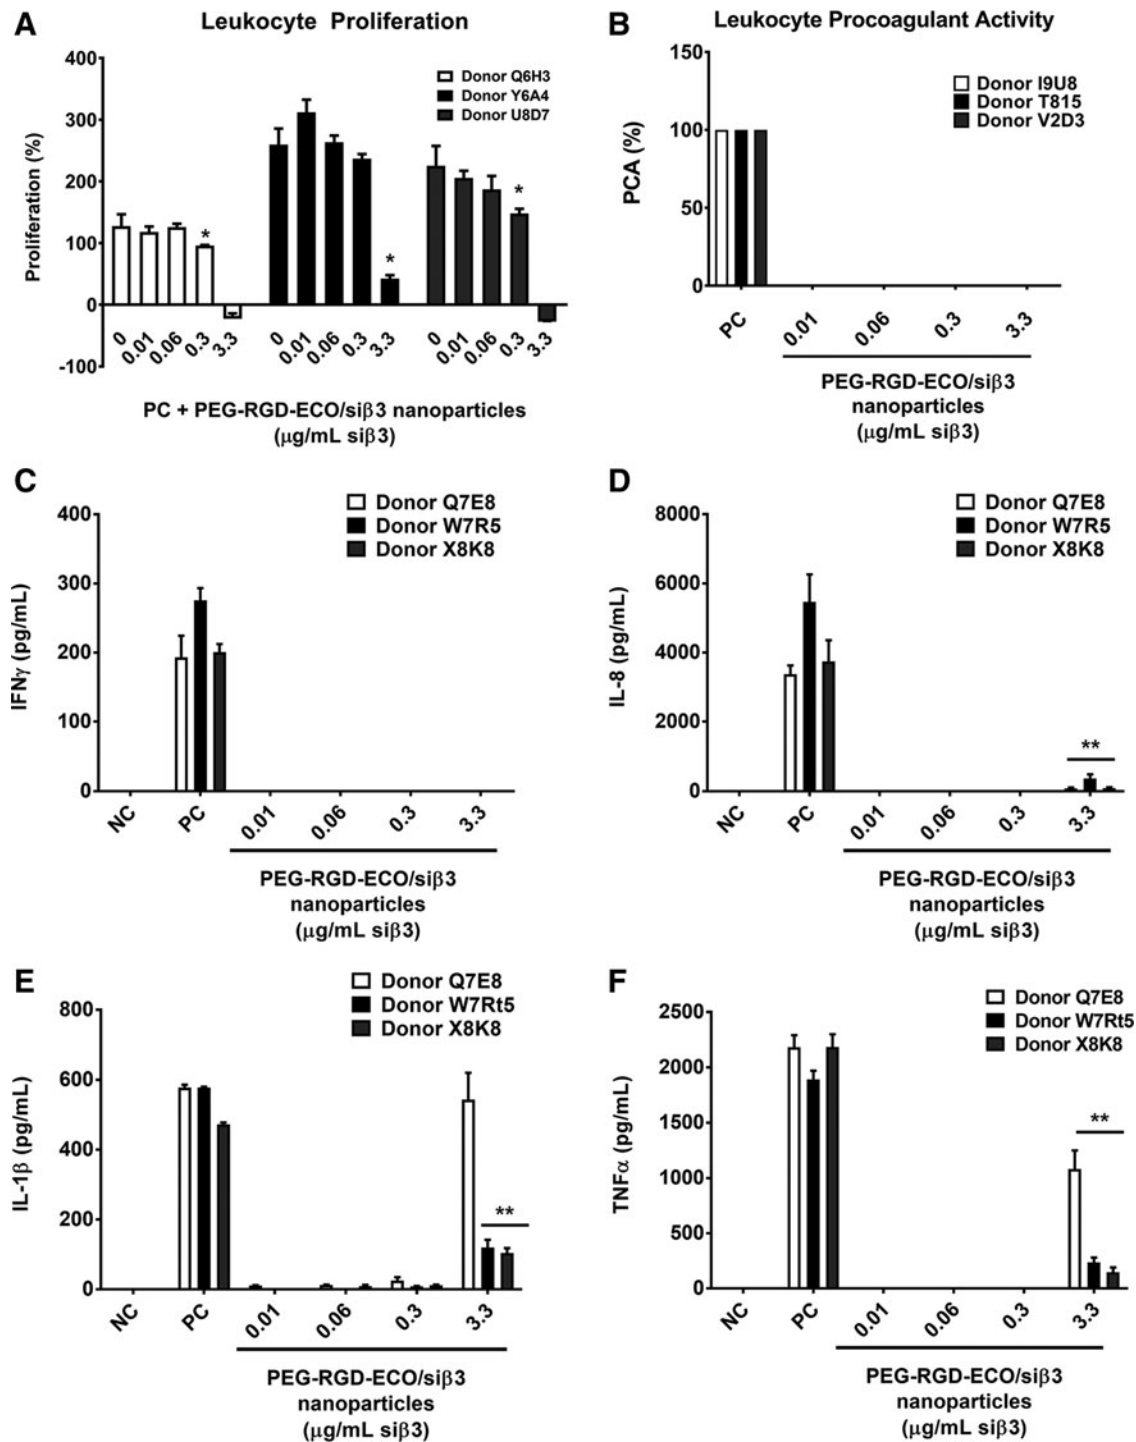 A
Leukocyte Proliferation
400
300
200
100
0
-100
Proliferation (%)
Donor Q6H3
Donor Y6A4
Donor U8D7
*
*
*
0 0.01 0.06 0.3 3.3 0 0.01 0.06 0.3 3.3 0 0.01 0.06 0.3 3.3
PC + PEG-RGD-ECO/siβ3 nanoparticles
(μg/mL siβ3)
B
Leukocyte Procoagulant Activity
150
100
50
0
PCA (%)
Donor I9U8
Donor T815
Donor V2D3
PC 0.01 0.06 0.3 3.3
PEG-RGD-ECO/siβ3
nanoparticles
(μg/mL siβ3)
C
400
300
200
100
0
IFNγ (pg/mL)
Donor Q7E8
Donor W7R5
Donor X8K8
NC PC 0.01 0.06 0.3 3.3
PEG-RGD-ECO/siβ3
nanoparticles
(μg/mL siβ3)
D
8000
6000
4000
2000
0
IL-8 (pg/mL)
Donor Q7E8
Donor W7R5
Donor X8K8
**
NC PC 0.01 0.06 0.3 3.3
PEG-RGD-ECO/siβ3
nanoparticles
(μg/mL siβ3)
E
800
600
400
200
0
IL-1β (pg/mL)
Donor Q7E8
Donor W7Rt5
Donor X8K8
**
NC PC 0.01 0.06 0.3 3.3
PEG-RGD-ECO/siβ3
nanoparticles
(μg/mL siβ3)
F
2500
2000
1500
1000
500
0
TNFα (pg/mL)
Donor Q7E8
Donor W7Rt5
Donor X8K8
**
NC PC 0.01 0.06 0.3 3.3
PEG-RGD-ECO/siβ3
nanoparticles
(μg/mL siβ3)